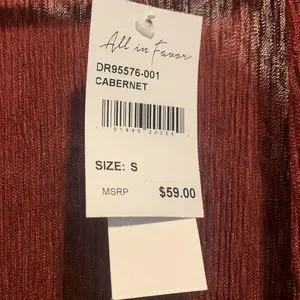 All in Favor
DR95576-001
CABERNET
SIZE: S
MSRP $59.00